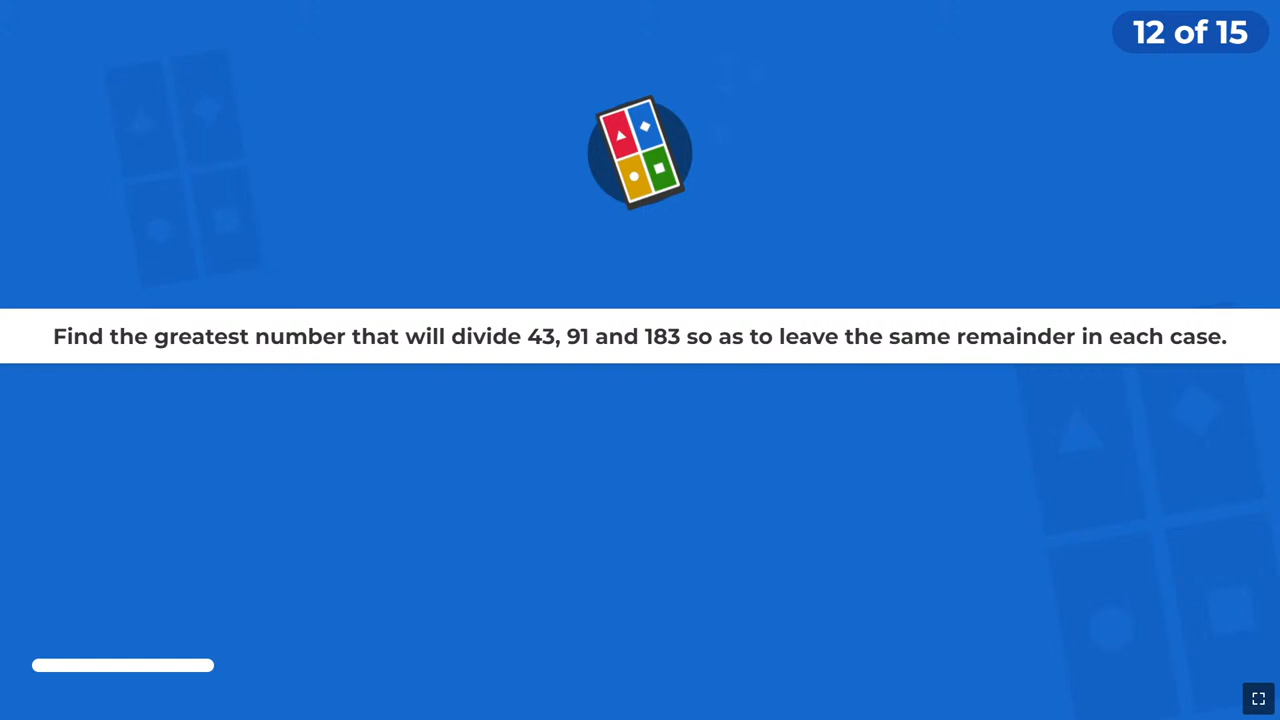 12 of 15
Find the greatest number that will divide 43, 91 and 183 so as to leave the same remainder in each case.